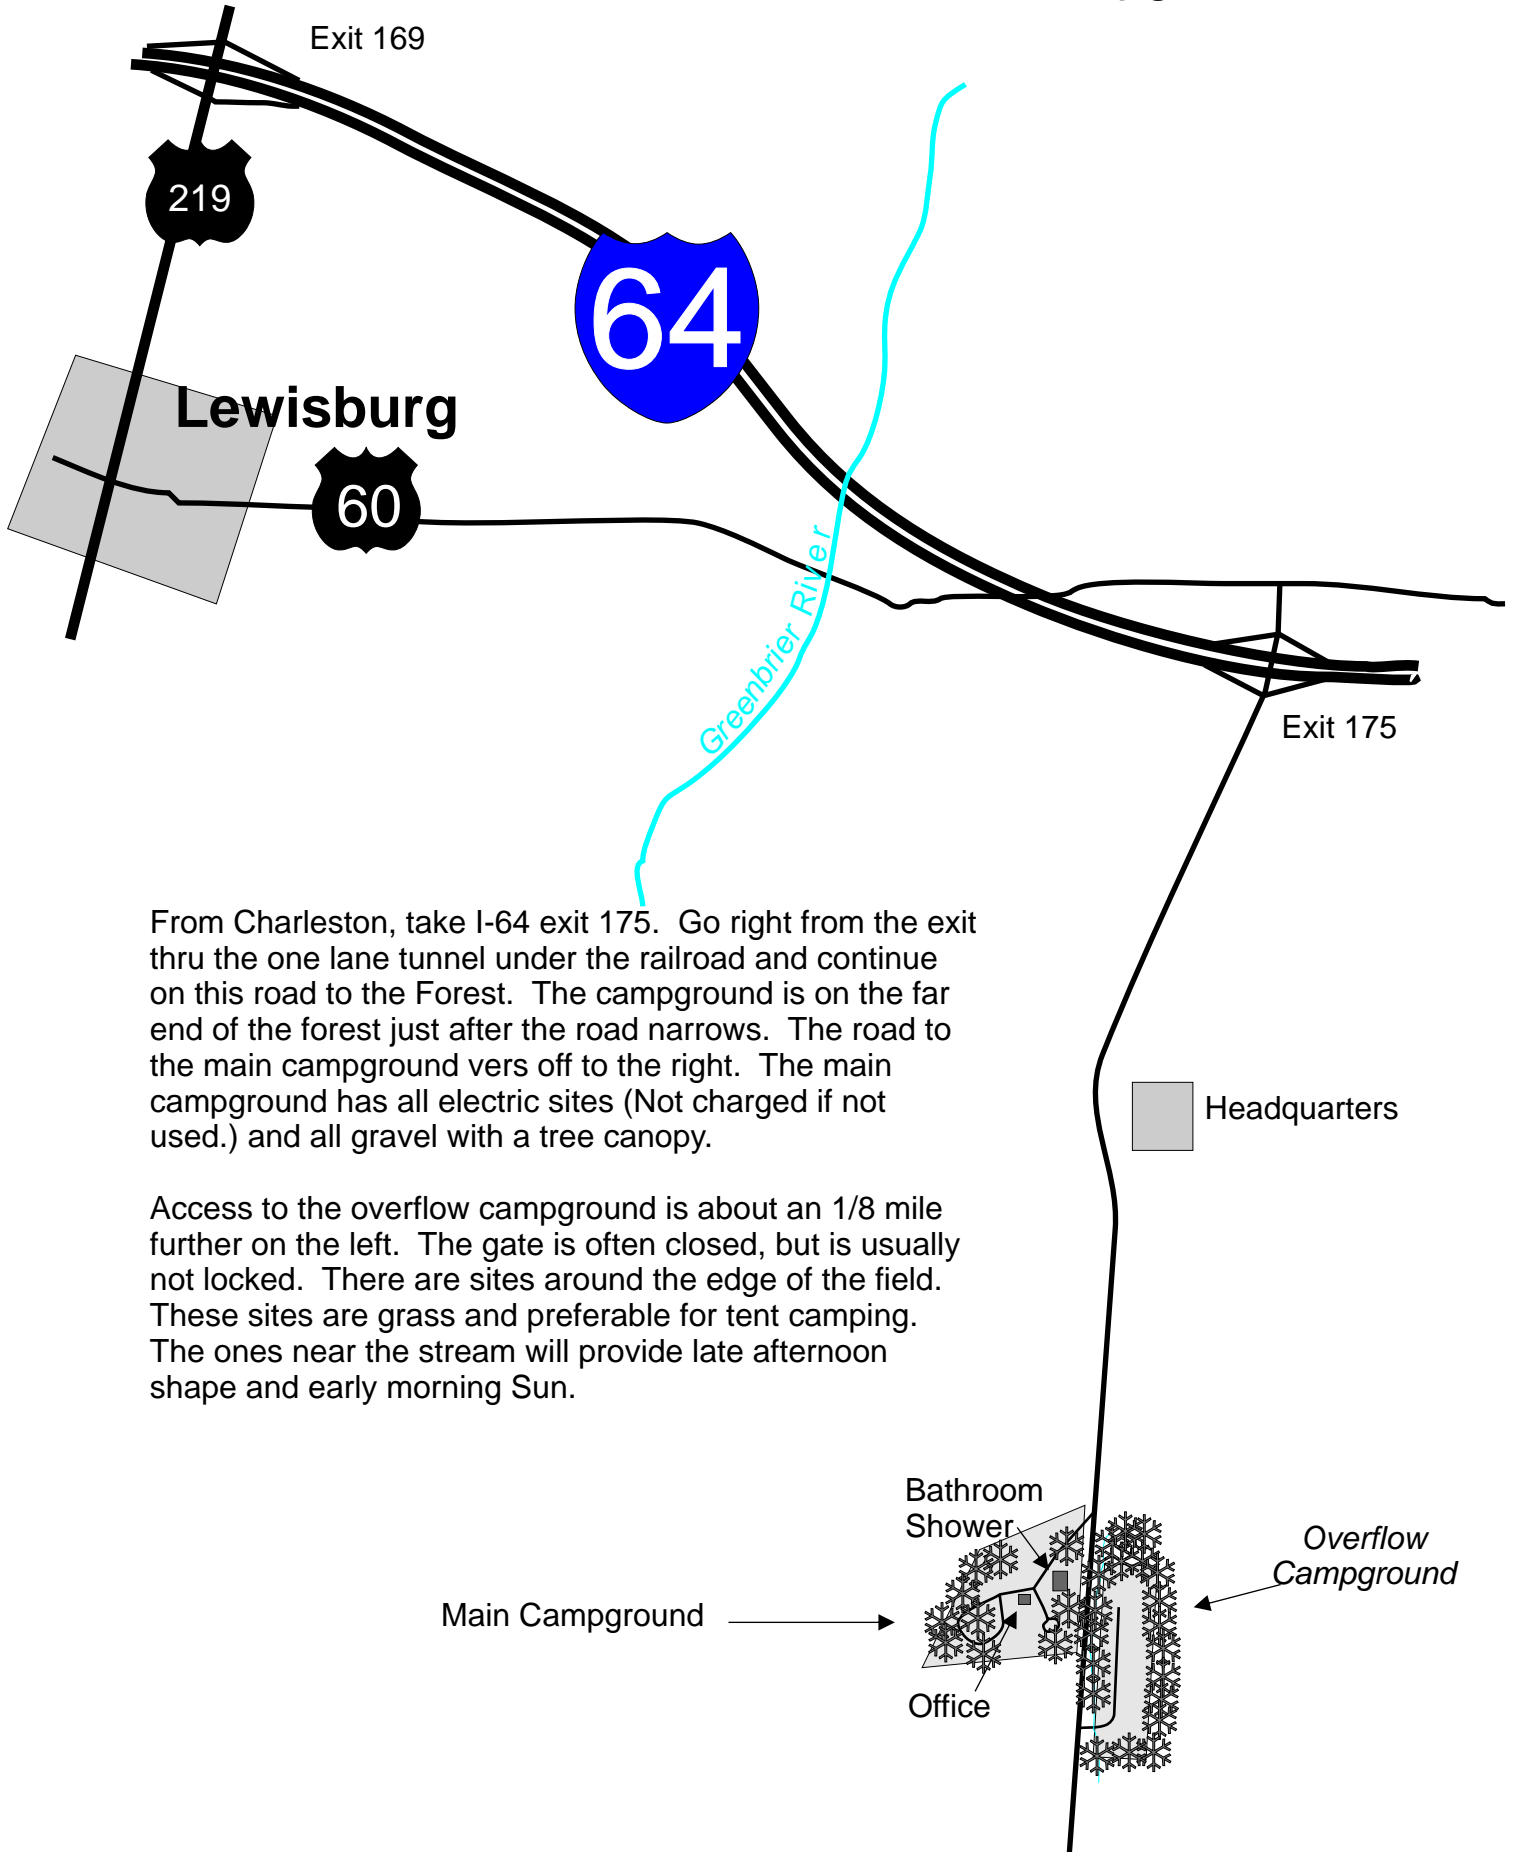 Exit 169
219
64
Lewisburg
60
Greenbrier River
Exit 175
From Charleston, take I-64 exit 175.  Go right from the exit
thru the one lane tunnel under the railroad and continue
on this road to the Forest.  The campground is on the far
end of the forest just after the road narrows.  The road to
the main campground vers off to the right.  The main
campground has all electric sites (Not charged if not
used.) and all gravel with a tree canopy.
Headquarters
Access to the overflow campground is about an 1/8 mile
further on the left.  The gate is often closed, but is usually
not locked.  There are sites around the edge of the field.
These sites are grass and preferable for tent camping.
The ones near the stream will provide late afternoon
shape and early morning Sun.
Bathroom
Shower
Overflow
Campground
Main Campground
Office